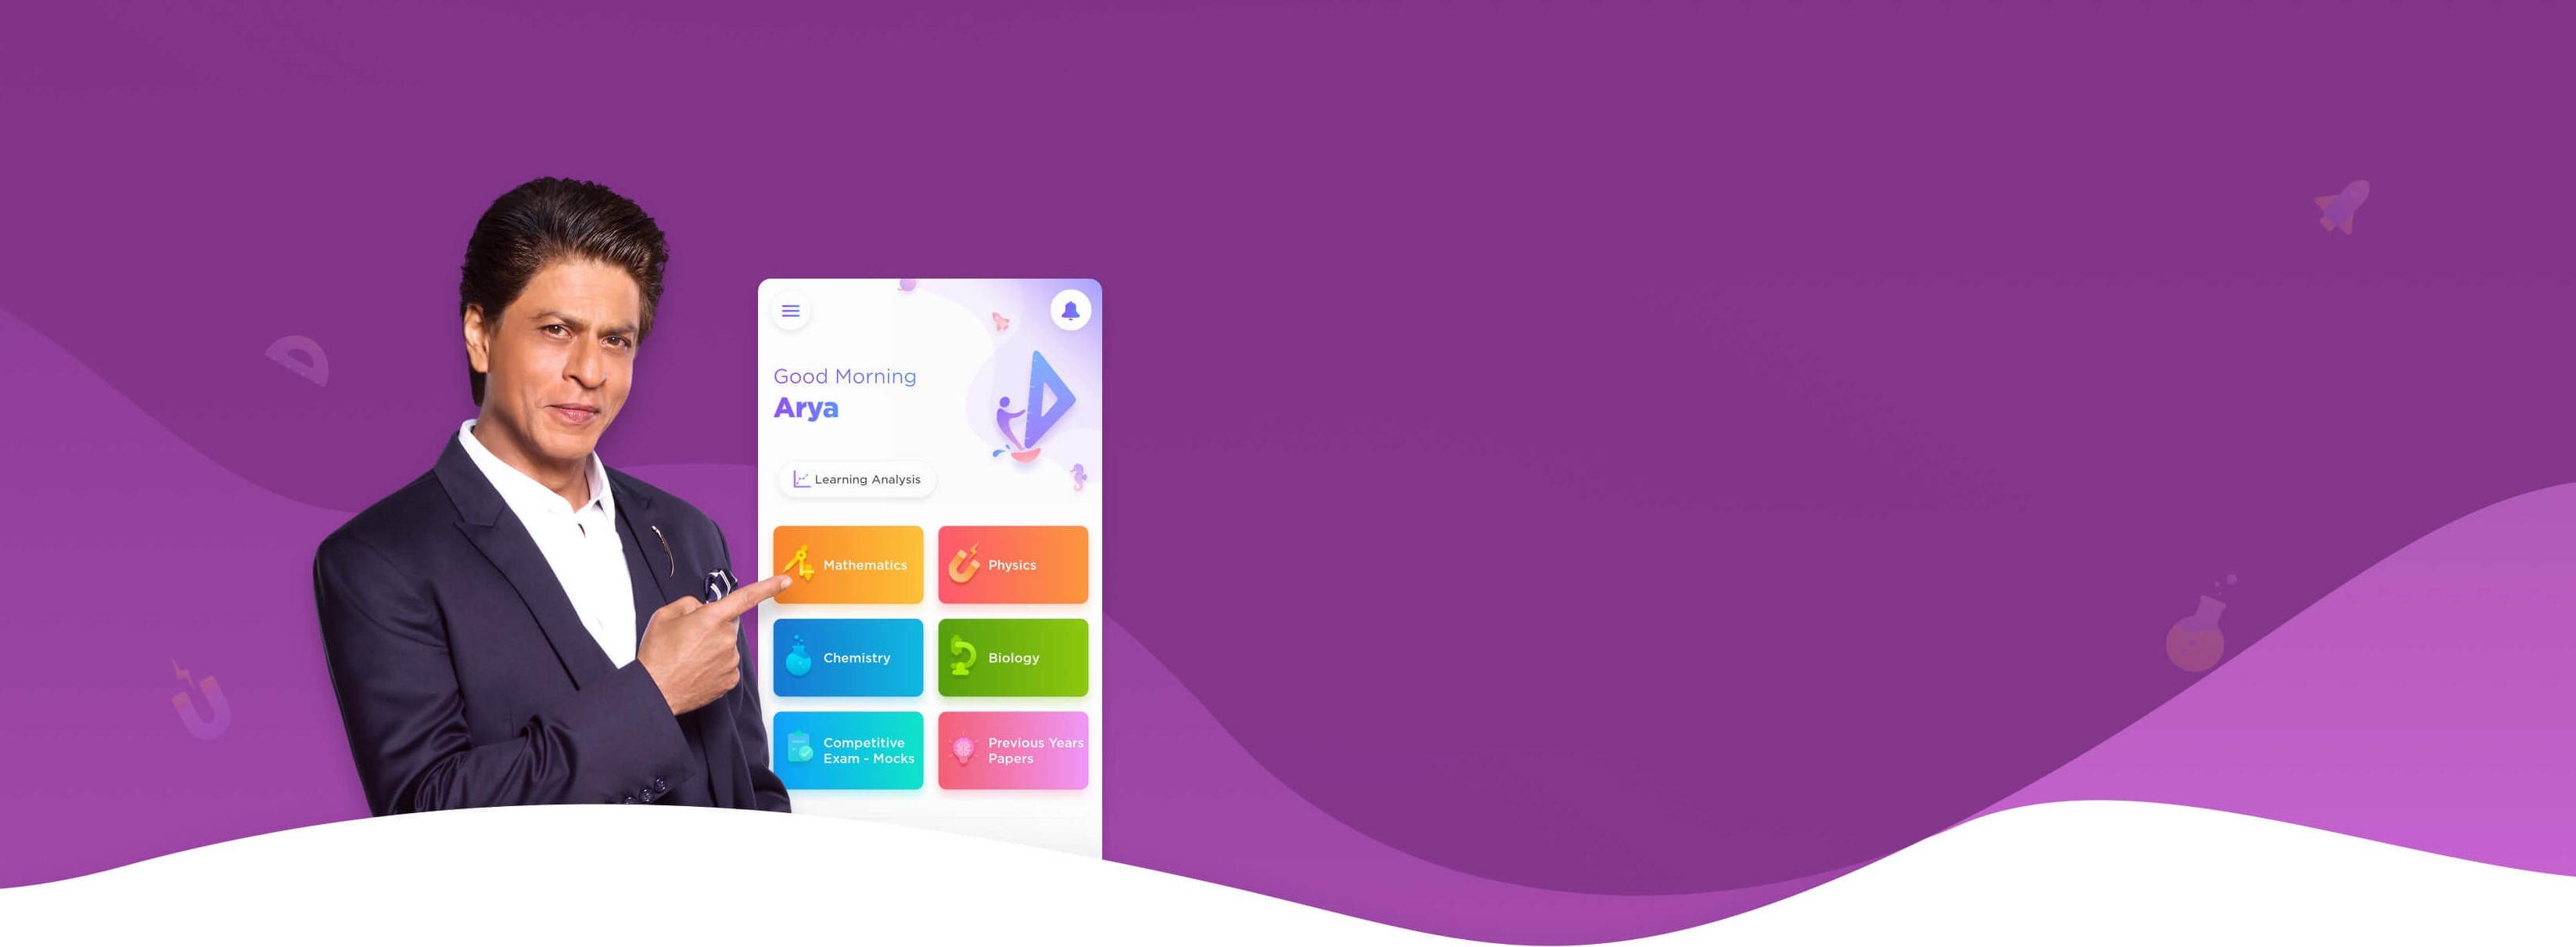 Good Morning
Arya
Learning Analysis
Mathematics
Physics
Chemistry
Biology
Competitive
Exam - Mocks
Previous Years
Papers